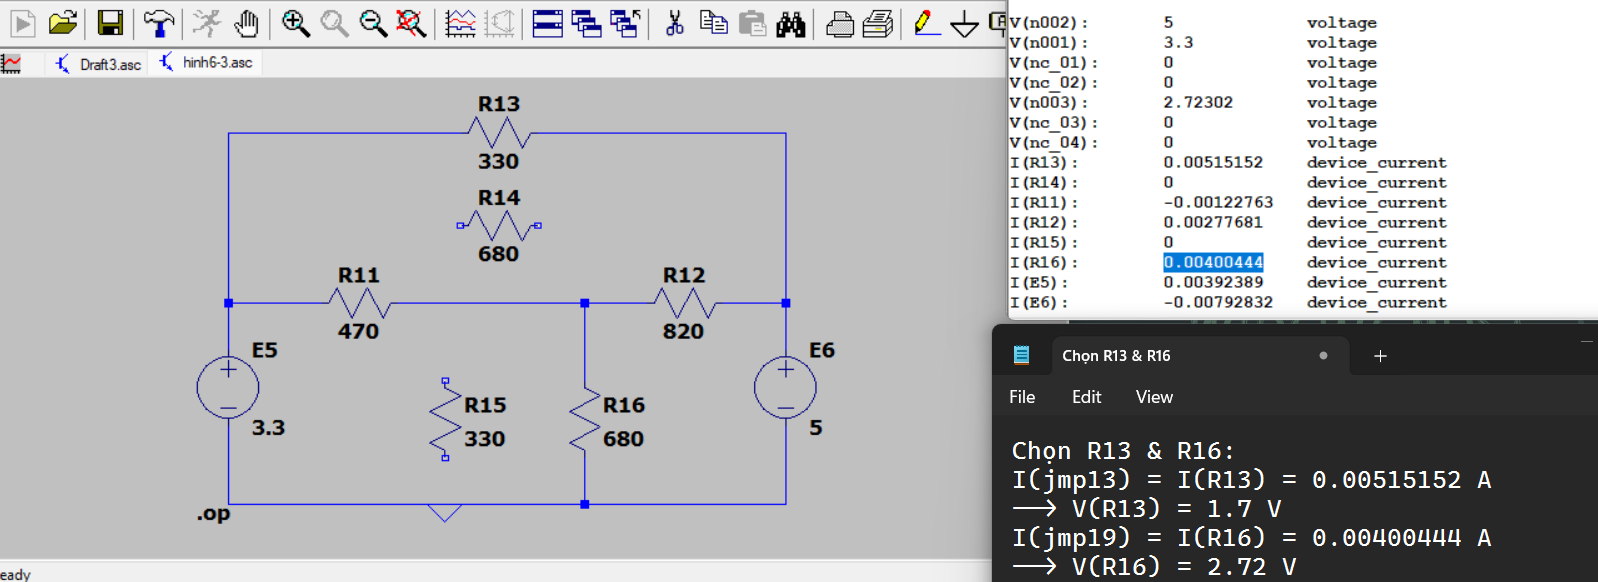 Draft3.asc
hinh6-3.asc
R13
330
R14
680
R11
470
R12
820
E5
3.3
E6
5
R15
330
R16
680
.op
eady
V(n002): 5 voltage
V(n001): 3.3 voltage
V(nc_01): 0 voltage
V(nc_02): 0 voltage
V(n003): 2.72302 voltage
V(nc_03): 0 voltage
V(nc_04): 0 voltage
I(R13): 0.00515152 device_current
I(R14): 0 device_current
I(R11): -0.00122763 device_current
I(R12): 0.00277681 device_current
I(R15): 0 device_current
I(R16): 0.00400444 device_current
I(E5): 0.00392389 device_current
I(E6): -0.00792832 device_current
Chọn R13 & R16
File Edit View
Chọn R13 & R16:
I(jmp13) = I(R13) = 0.00515152 A
⟶ V(R13) = 1.7 V
I(jmp19) = I(R16) = 0.00400444 A
⟶ V(R16) = 2.72 V